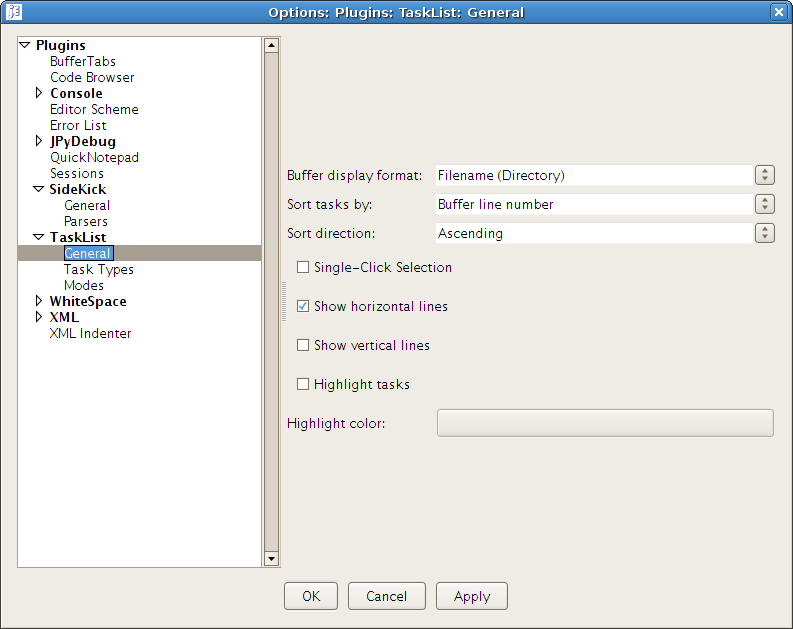 Options: Plugins: TaskList: General
Plugins
BufferTabs
Code Browser
Console
Editor Scheme
Error List
JPyDebug
QuickNotepad
Sessions
SideKick
General
Parsers
TaskList
General
Task Types
Modes
WhiteSpace
XML
XML Indenter
Buffer display format: Filename (Directory)
Sort tasks by: Buffer line number
Sort direction: Ascending
Single-Click Selection
Show horizontal lines
Show vertical lines
Highlight tasks
Highlight color:
OK Cancel Apply